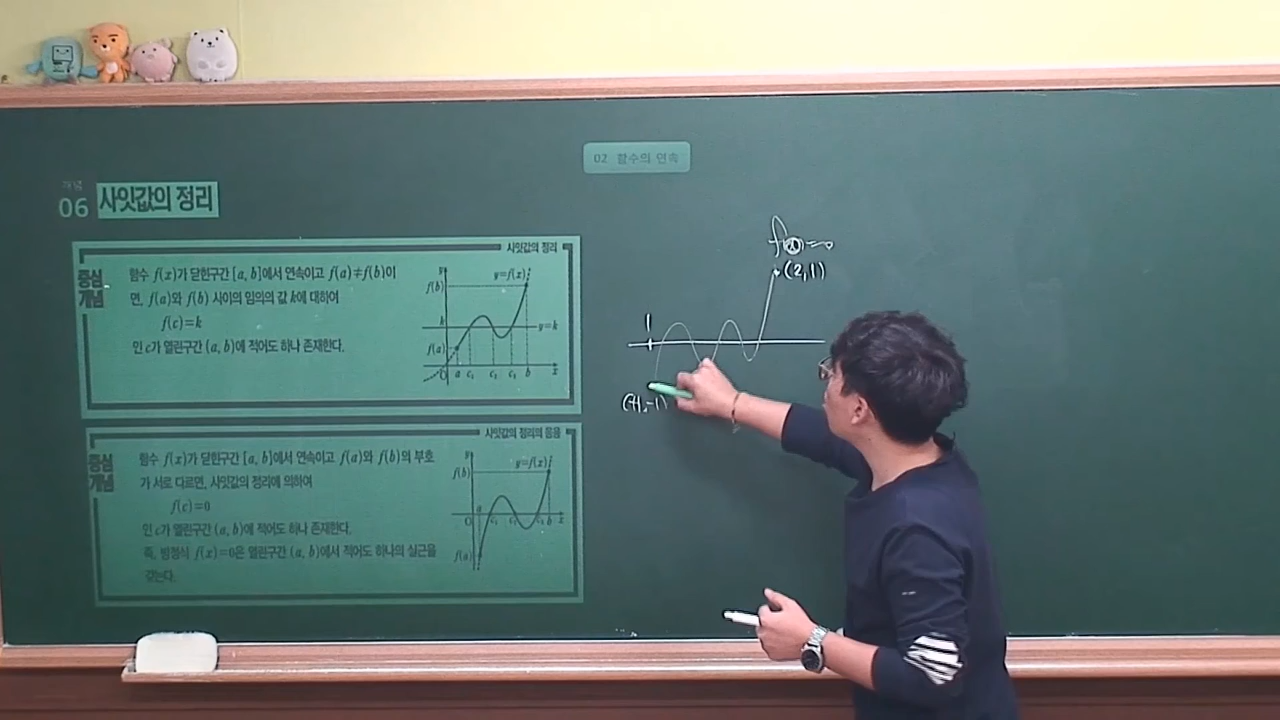 02 함수의 연속
개념
06 사잇값의 정리
사잇값의 정리
중심
개념
함수 f(x)가 닫힌구간 [a, b]에서 연속이고 f(a)≠f(b)이
면, f(a)와 f(b) 사이의 임의의 값 k에 대하여
f(c)=k
인 c가 열린구간 (a, b)에 적어도 하나 존재한다.
y
y=f(x)
f(b)
k
y=k
f(a)
O a c₁ c₂ c₃ b x
사잇값의 정리의 응용
중심
개념
함수 f(x)가 닫힌구간 [a, b]에서 연속이고 f(a)와 f(b)의 부호
가 서로 다르면, 사잇값의 정리에 의하여
f(c)=0
인 c가 열린구간 (a, b)에 적어도 하나 존재한다.
즉, 방정식 f(x)=0은 열린구간 (a, b)에서 적어도 하나의 실근을
갖는다.
y
y=f(x)
f(b)
a
O c₁ c₂ c₃ b x
f(a)
(2,1)
1